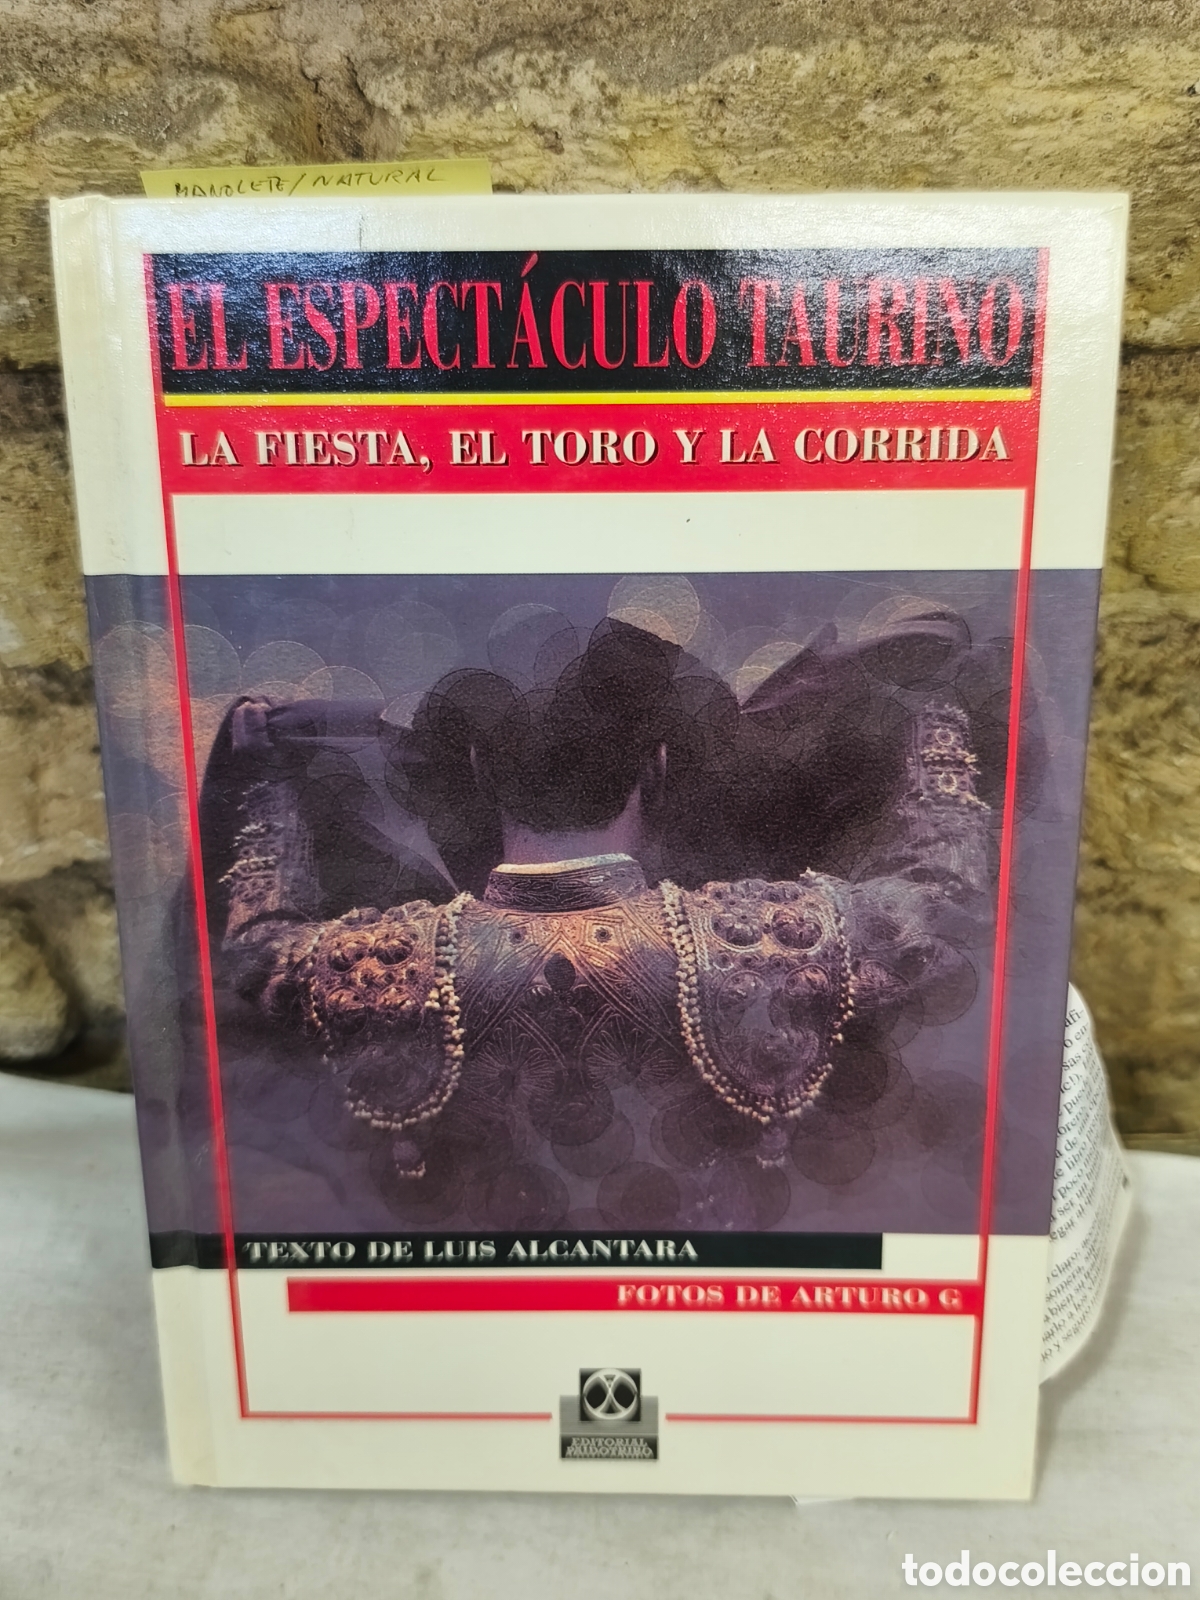 MANOLETE/NATURAL
EL ESPECTÁCULO TAURINO
LA FIESTA, EL TORO Y LA CORRIDA
TEXTO DE LUIS ALCANTARA
FOTOS DE ARTURO G
EDITORIAL
PAIDOTRIBO
todocoleccion